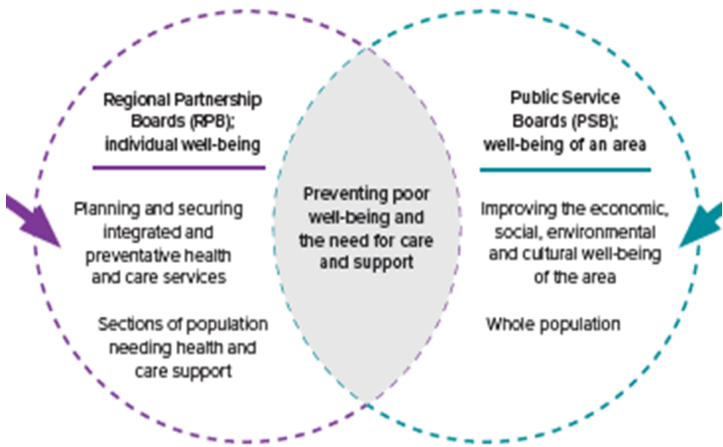 Regional Partnership
Boards (RPB);
individual well-being
Planning and securing
integrated and
preventative health
and care services
Sections of population
needing health and
care support
Preventing poor
well-being and
the need for care
and support
Public Service
Boards (PSB);
well-being of an area
Improving the economic,
social, environmental
and cultural well-being
of the area
Whole population